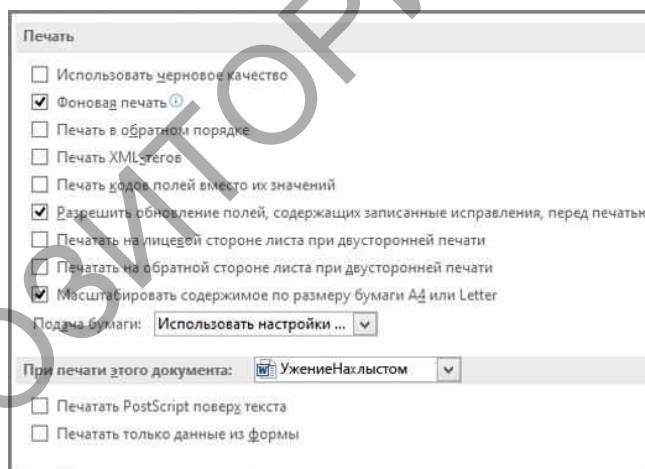 Печать
Использовать черновое качество
Фоновая печать
Печать в обратном порядке
Печать XML-тегов
Печать кодов полей вместо их значений
Разрешить обновление полей, содержащих записанные исправления, перед печатью
Печатать на лицевой стороне листа при двусторонней печати
Печатать на обратной стороне листа при двусторонней печати
Масштабировать содержимое по размеру бумаги A4 или Letter
Подача бумаги: Использовать настройки ...
При печати этого документа: УжениеНахлыстом
Печатать PostScript поверх текста
Печатать только данные из формы
ОЗИТОРИ